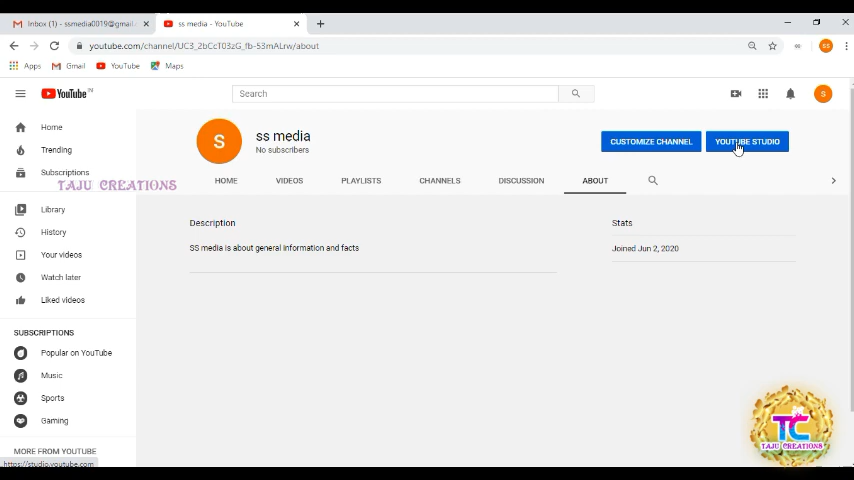 Inbox (1) - ssmedia0019@gmail.c
ss media - YouTube
youtube.com/channel/UC3_2bCcT03zG_fb-53mALrw/about
SS
Apps
Gmail
YouTube
Maps
YouTube IN
Search
S
Home
Trending
Subscriptions
Library
History
Your videos
Watch later
Liked videos
SUBSCRIPTIONS
Popular on YouTube
Music
Sports
Gaming
MORE FROM YOUTUBE
https://studio.youtube.com
TAJU CREATIONS
S
ss media
No subscribers
CUSTOMIZE CHANNEL
YOUTUBE STUDIO
HOME
VIDEOS
PLAYLISTS
CHANNELS
DISCUSSION
ABOUT
Description
SS media is about general information and facts
Stats
Joined Jun 2, 2020
TC
TAJU CREATIONS